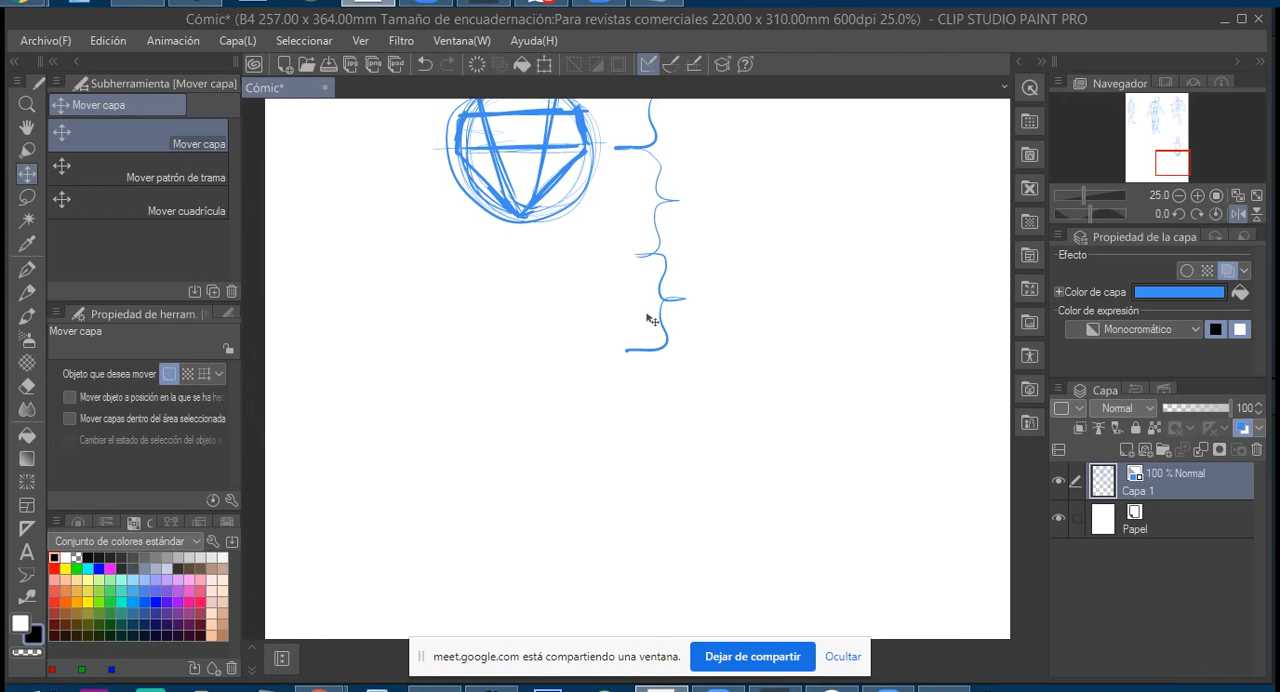 Cómic* (B4 257.00 x 364.00mm Tamaño de encuadernación:Para revistas comerciales 220.00 x 310.00mm 600dpi 25.0%) - CLIP STUDIO PAINT PRO
Archivo(F) Edición Animación Capa(L) Seleccionar Ver Filtro Ventana(W) Ayuda(H)
Subherramienta [Mover capa]
Mover capa
Mover capa
Mover patrón de trama
Mover cuadrícula
Propiedad de herram.
Mover capa
Objeto que desea mover
Mover objeto a posición en la que se ha he
Mover capas dentro del área seleccionada
Cambiar el estado de selección del objeto a
Conjunto de colores estándar
Cómic*
Navegador
25.0
0.0
Propiedad de la capa
Efecto
Color de capa
Color de expresión
Monocromático
Capa
Normal 100
100 % Normal
Capa 1
Papel
meet.google.com está compartiendo una ventana. Dejar de compartir Ocultar